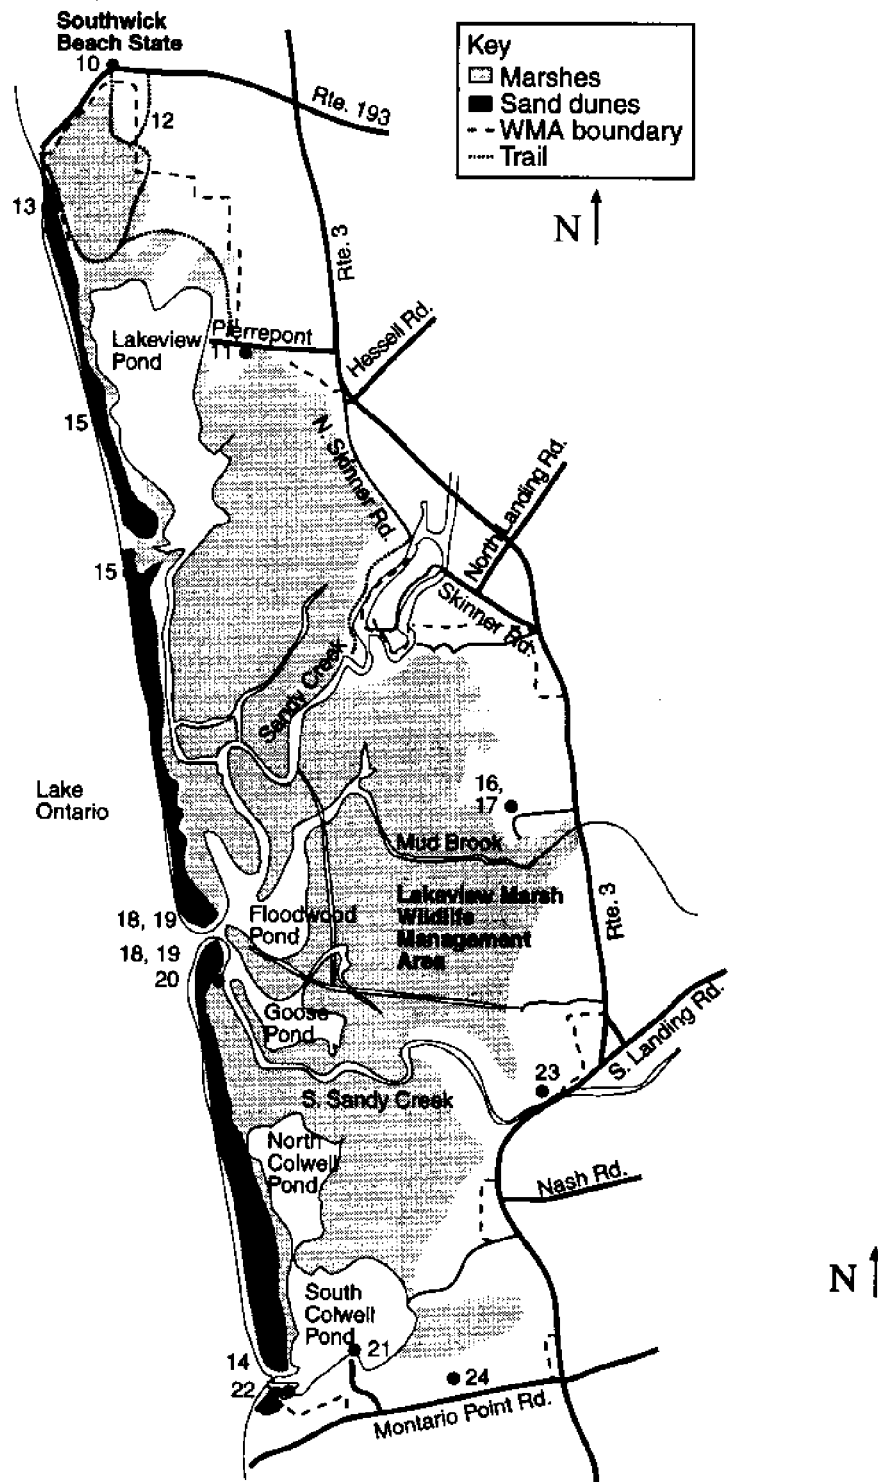 Southwick
Beach State
10
12
Rte. 193
Key
Marshes
Sand dunes
WMA boundary
Trail
N
13
Rte. 3
Hessell Rd.
Pierrepont
11
Lakeview
Pond
15
N. Skinner Rd.
North Landing Rd.
15
Skinner Rd.
Sandy Creek
Lake
Ontario
16,
17
Mud Brook
Lakeview Marsh
Wildlife
Management
Area
Rte. 3
18, 19
Floodwood
Pond
18, 19
20
Goose
Pond
S. Landing Rd.
23
S. Sandy Creek
North
Colwell
Pond
Nash Rd.
N
South
Colwell
Pond
21
14
22
24
Montario Point Rd.